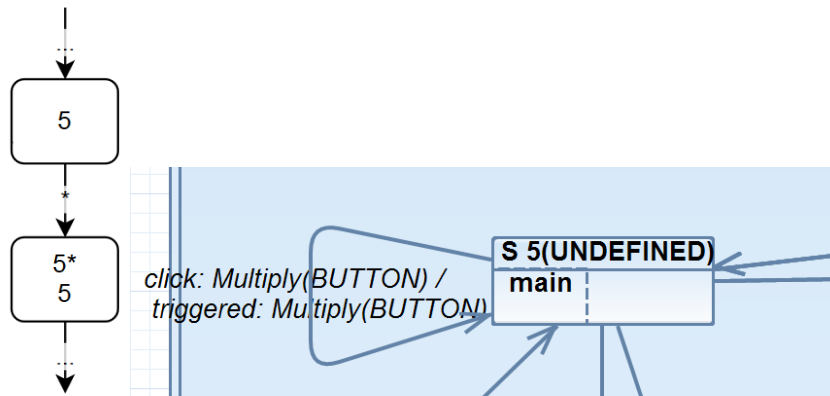 ...
5
*
5*
5
...
S 5(UNDEFINED)
main
click: Multiply(BUTTON) /
triggered: Multiply(BUTTON)